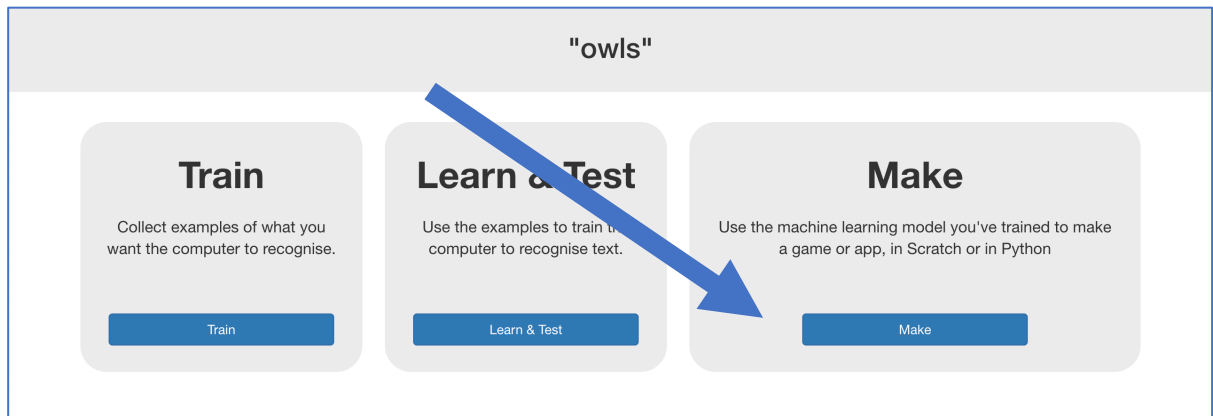 "owls"
Train
Collect examples of what you
want the computer to recognise.
Train
Learn & Test
Use the examples to train
computer to recognise text.
Learn & Test
Make
Use the machine learning model you've trained to make
a game or app, in Scratch or in Python
Make